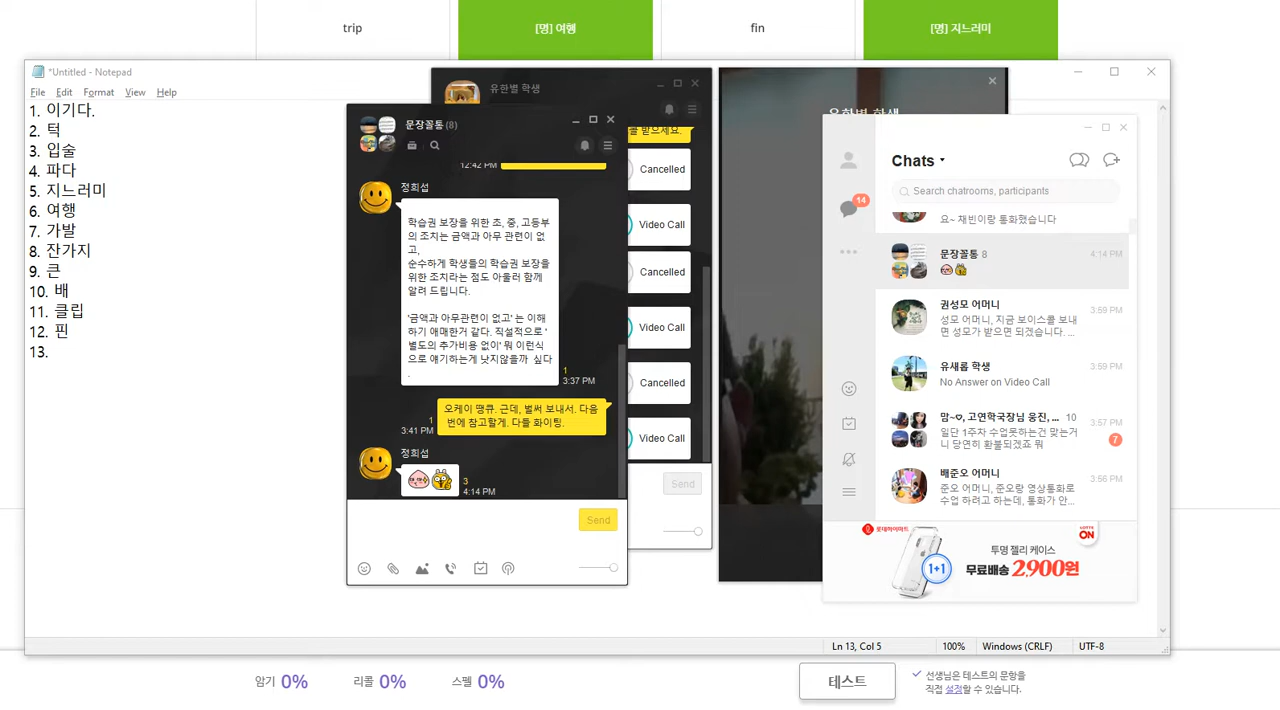 trip
[명] 여행
fin
[명] 지느러미
*Untitled - Notepad
File Edit Format View Help
1. 이기다.
2. 턱
3. 입술
4. 파다
5. 지느러미
6. 여행
7. 가발
8. 잔가지
9. 큰
10. 배
11. 클립
12. 핀
13.
유한별 학생
콜 받으세요.
Cancelled
Video Call
Cancelled
Video Call
Cancelled
Video Call
Send
문장꼴통 (8)
12:42 PM
정희섭
학습권 보장을 위한 초, 중, 고등부
의 조치는 금액과 아무 관련이 없
고,
순수하게 학생들의 학습권 보장을
위한 조치라는 점도 아울러 함께
알려 드립니다.
'금액과 아무관련이 없고' 는 이해
하기 애매한거 같다. 직설적으로 '
별도의 추가비용 없이' 뭐 이런식
으로 얘기하는게 낫지않을까 싶다
.
1
3:37 PM
오케이 땡큐. 근데, 벌써 보내서. 다음
번에 참고할게. 다들 화이팅.
1
3:41 PM
정희섭
3
4:14 PM
Send
유한별 학생
Chats
Search chatrooms, participants
14
요~ 채빈이랑 통화했습니다
문장꼴통 8
4:14 PM
권성모 어머니
3:59 PM
성모 어머니, 지금 보이스콜 보내
면 성모가 받으면 되겠습니다. ...
유새롬 학생
3:59 PM
No Answer on Video Call
맘~♡, 고연학국장님 웅진, ... 10
3:57 PM
일단 1주자 수업못하는건 맞는거
니 당연히 환불되겠죠 뭐
7
배준오 어머니
3:56 PM
준오 어머니, 준오랑 영상통화로
수업 하려고 하는데, 통화가 안...
롯데하이마트
LOTTE
ON
투명 젤리 케이스
1+1
무료배송 2,900원
Ln 13, Col 5
100%
Windows (CRLF)
UTF-8
암기 0%
리콜 0%
스펠 0%
테스트
선생님은 테스트의 문항을
직접 설정할 수 있습니다.